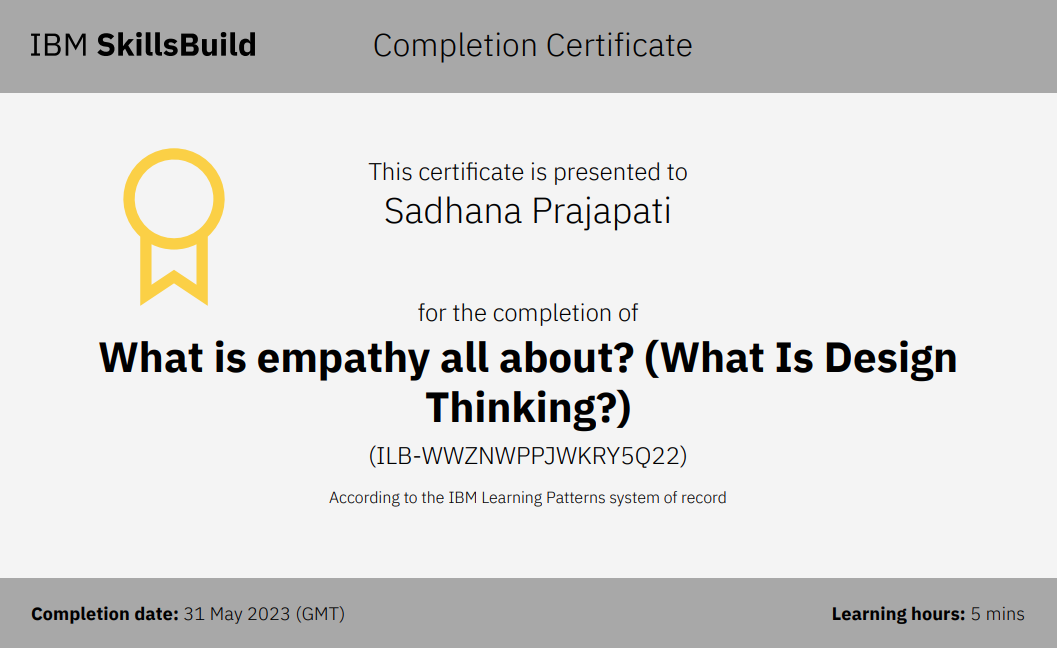 IBM SkillsBuild
Completion Certificate
This certificate is presented to
Sadhana Prajapati
for the completion of
What is empathy all about? (What Is Design
Thinking?)
(ILB-WWZNWPPJWKRY5Q22)
According to the IBM Learning Patterns system of record
Completion date: 31 May 2023 (GMT)
Learning hours: 5 mins